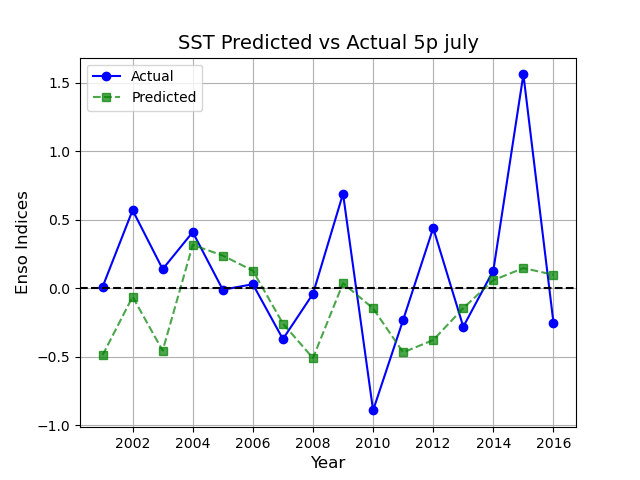 SST Predicted vs Actual 5p july
Actual
Predicted
1.5
1.0
0.5
0.0
−0.5
−1.0
Enso Indices
2002 2004 2006 2008 2010 2012 2014 2016
Year